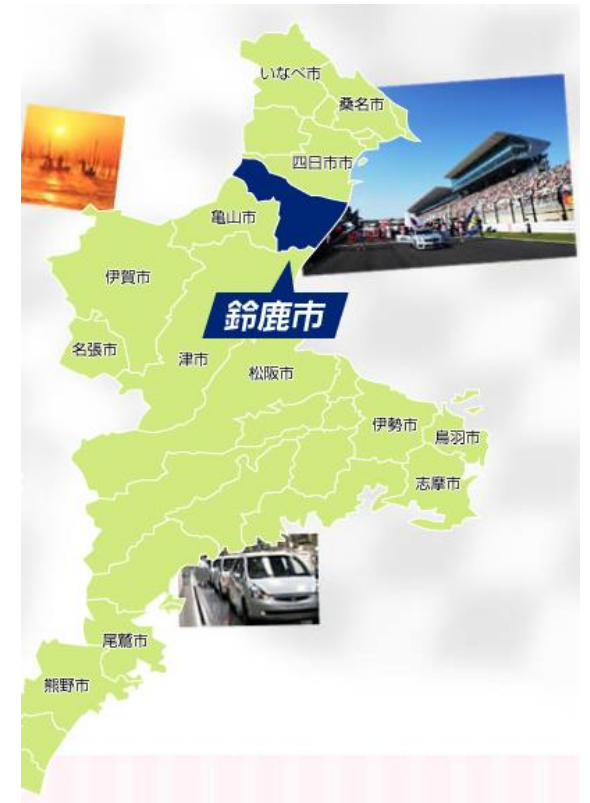 いなべ市
桑名市
四日市市
亀山市
伊賀市
鈴鹿市
名張市
津市
松阪市
伊勢市
鳥羽市
志摩市
尾鷲市
熊野市